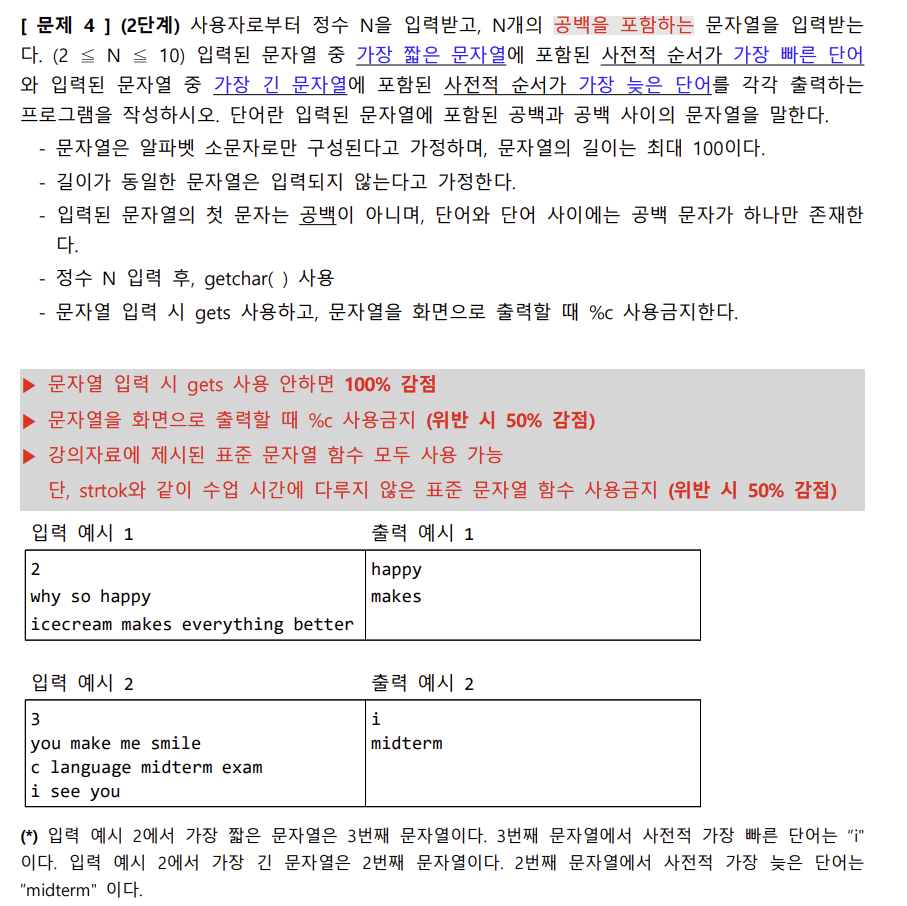 [ 문제 4 ] (2단계) 사용자로부터 정수 N을 입력받고, N개의 공백을 포함하는 문자열을 입력받는
다. (2 ≦ N ≦ 10) 입력된 문자열 중 가장 짧은 문자열에 포함된 사전적 순서가 가장 빠른 단어
와 입력된 문자열 중 가장 긴 문자열에 포함된 사전적 순서가 가장 늦은 단어를 각각 출력하는
프로그램을 작성하시오. 단어란 입력된 문자열에 포함된 공백과 공백 사이의 문자열을 말한다.
- 문자열은 알파벳 소문자로만 구성된다고 가정하며, 문자열의 길이는 최대 100이다.
- 길이가 동일한 문자열은 입력되지 않는다고 가정한다.
- 입력된 문자열의 첫 문자는 공백이 아니며, 단어와 단어 사이에는 공백 문자가 하나만 존재한
다.
- 정수 N 입력 후, getchar( ) 사용
- 문자열 입력 시 gets 사용하고, 문자열을 화면으로 출력할 때 %c 사용금지한다.
▶ 문자열 입력 시 gets 사용 안하면 100% 감점
▶ 문자열을 화면으로 출력할 때 %c 사용금지 (위반 시 50% 감점)
▶ 강의자료에 제시된 표준 문자열 함수 모두 사용 가능
단, strtok와 같이 수업 시간에 다루지 않은 표준 문자열 함수 사용금지 (위반 시 50% 감점)
입력 예시 1 출력 예시 1
2 happy
why so happy makes
icecream makes everything better
입력 예시 2 출력 예시 2
3 i
you make me smile midterm
c language midterm exam
i see you
(*) 입력 예시 2에서 가장 짧은 문자열은 3번째 문자열이다. 3번째 문자열에서 사전적 가장 빠른 단어는 "i"
이다. 입력 예시 2에서 가장 긴 문자열은 2번째 문자열이다. 2번째 문자열에서 사전적 가장 늦은 단어는
"midterm" 이다.